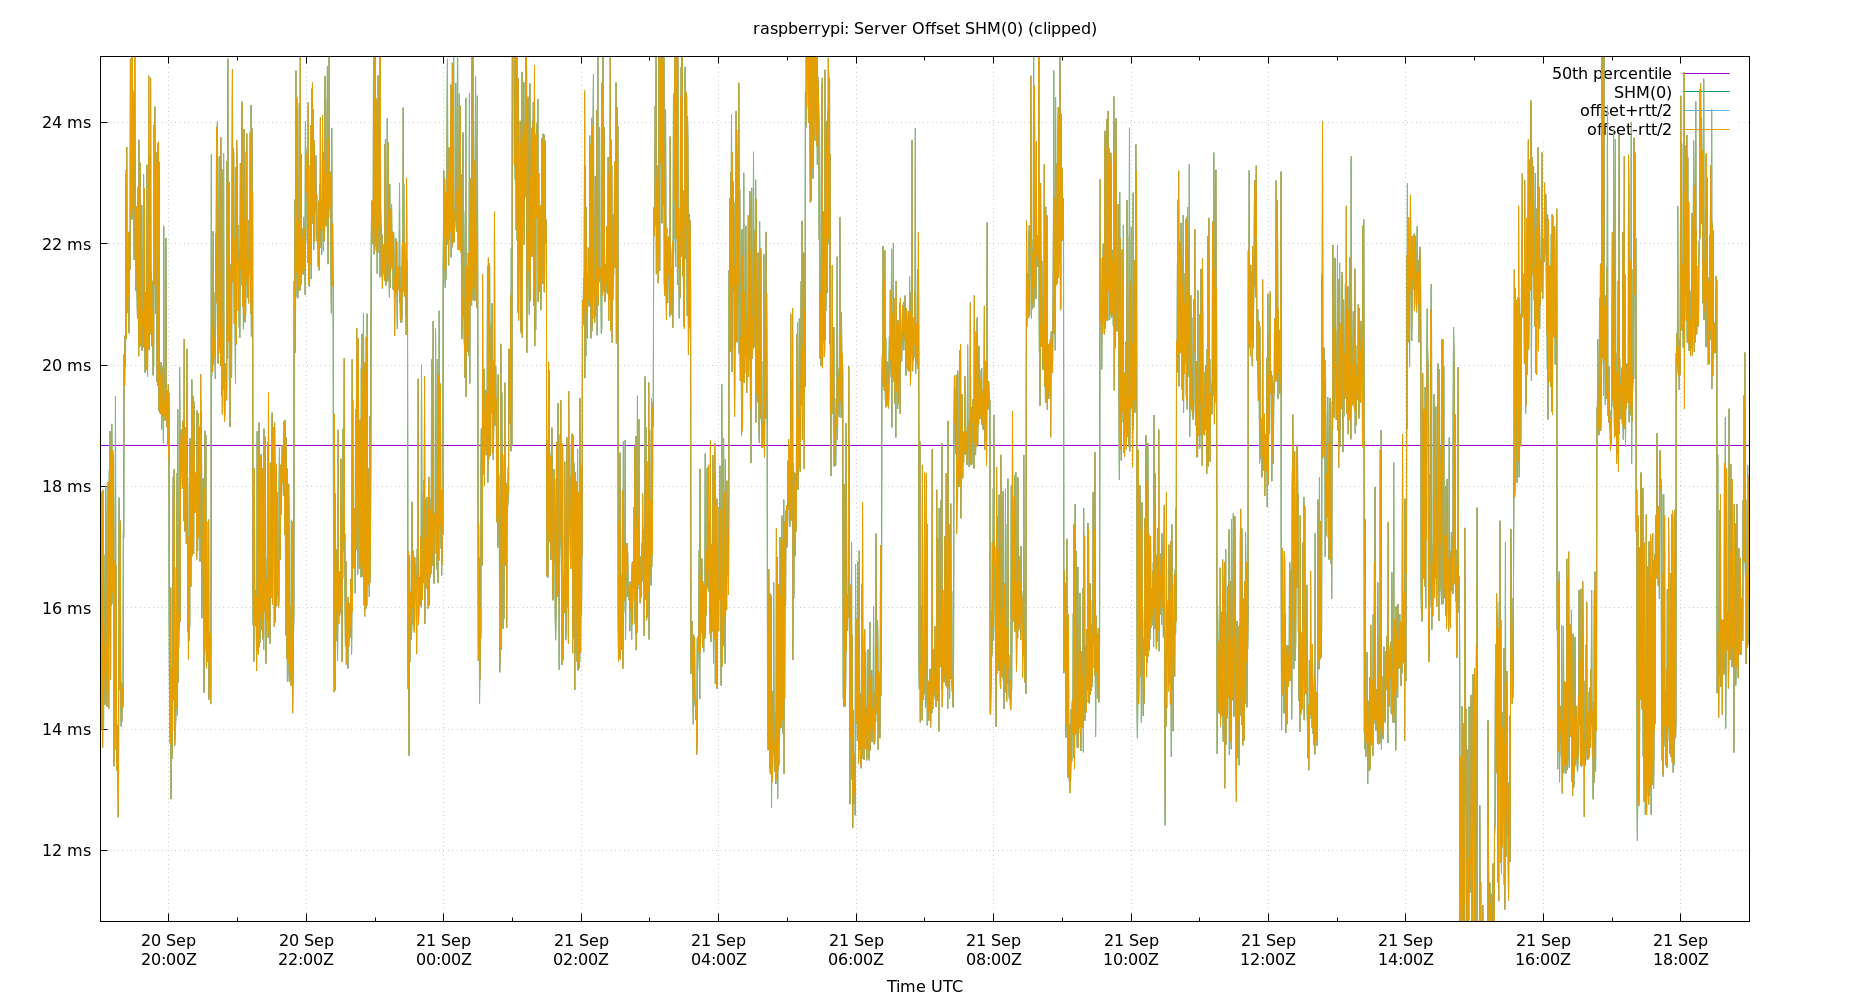 raspberrypi: Server Offset SHM(0) (clipped)
50th percentile
SHM(0)
offset+rtt/2
offset-rtt/2
24 ms
22 ms
20 ms
18 ms
16 ms
14 ms
12 ms
20 Sep 20 Sep 21 Sep 21 Sep 21 Sep 21 Sep 21 Sep 21 Sep 21 Sep 21 Sep 21 Sep 21 Sep
20:00Z 22:00Z 00:00Z 02:00Z 04:00Z 06:00Z 08:00Z 10:00Z 12:00Z 14:00Z 16:00Z 18:00Z
Time UTC